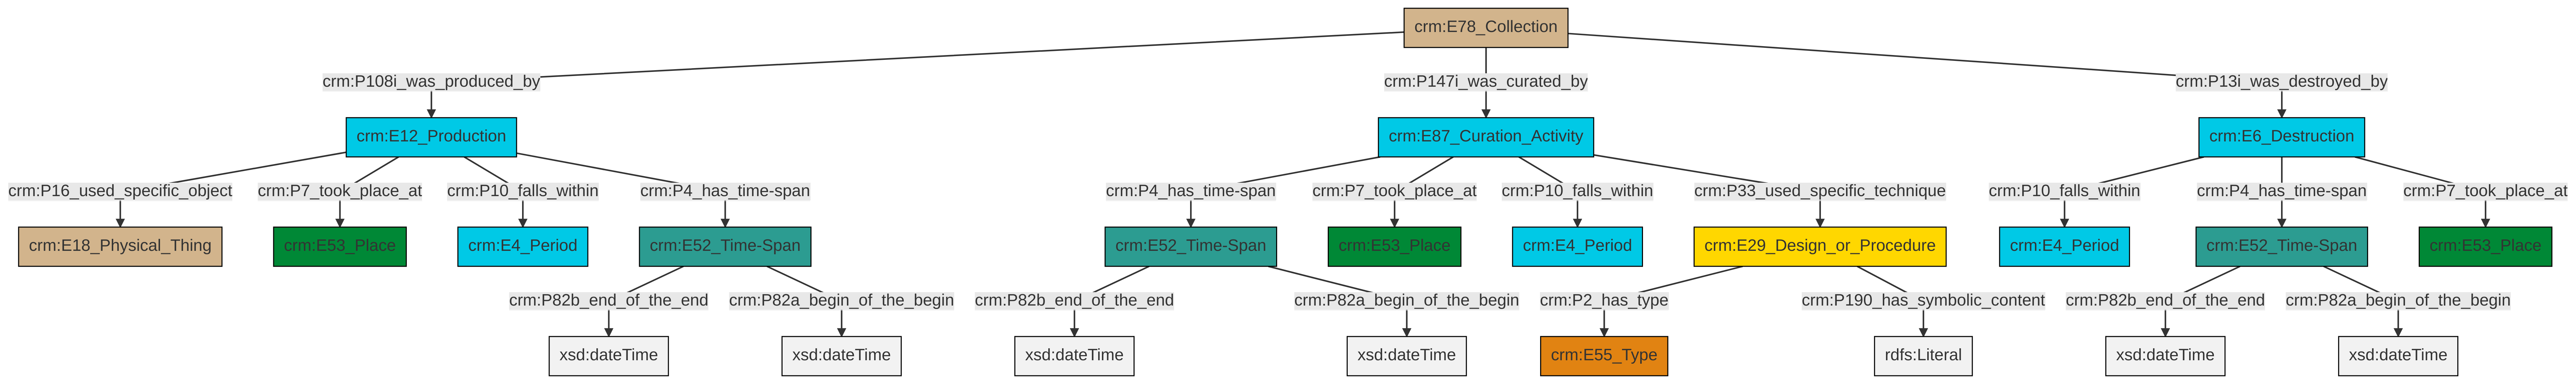 crm:E78_Collection
crm:P108i_was_produced_by
crm:P147i_was_curated_by
crm:P13i_was_destroyed_by
crm:E12_Production
crm:E87_Curation_Activity
crm:E6_Destruction
crm:P16_used_specific_object
crm:P7_took_place_at
crm:P10_falls_within
crm:P4_has_time-span
crm:P4_has_time-span
crm:P7_took_place_at
crm:P10_falls_within
crm:P33_used_specific_technique
crm:P10_falls_within
crm:P4_has_time-span
crm:P7_took_place_at
crm:E18_Physical_Thing
crm:E53_Place
crm:E4_Period
crm:E52_Time-Span
crm:E52_Time-Span
crm:E53_Place
crm:E4_Period
crm:E29_Design_or_Procedure
crm:E4_Period
crm:E52_Time-Span
crm:E53_Place
crm:P82b_end_of_the_end
crm:P82a_begin_of_the_begin
crm:P82b_end_of_the_end
crm:P82a_begin_of_the_begin
crm:P2_has_type
crm:P190_has_symbolic_content
crm:P82b_end_of_the_end
crm:P82a_begin_of_the_begin
xsd:dateTime
xsd:dateTime
xsd:dateTime
xsd:dateTime
crm:E55_Type
rdfs:Literal
xsd:dateTime
xsd:dateTime